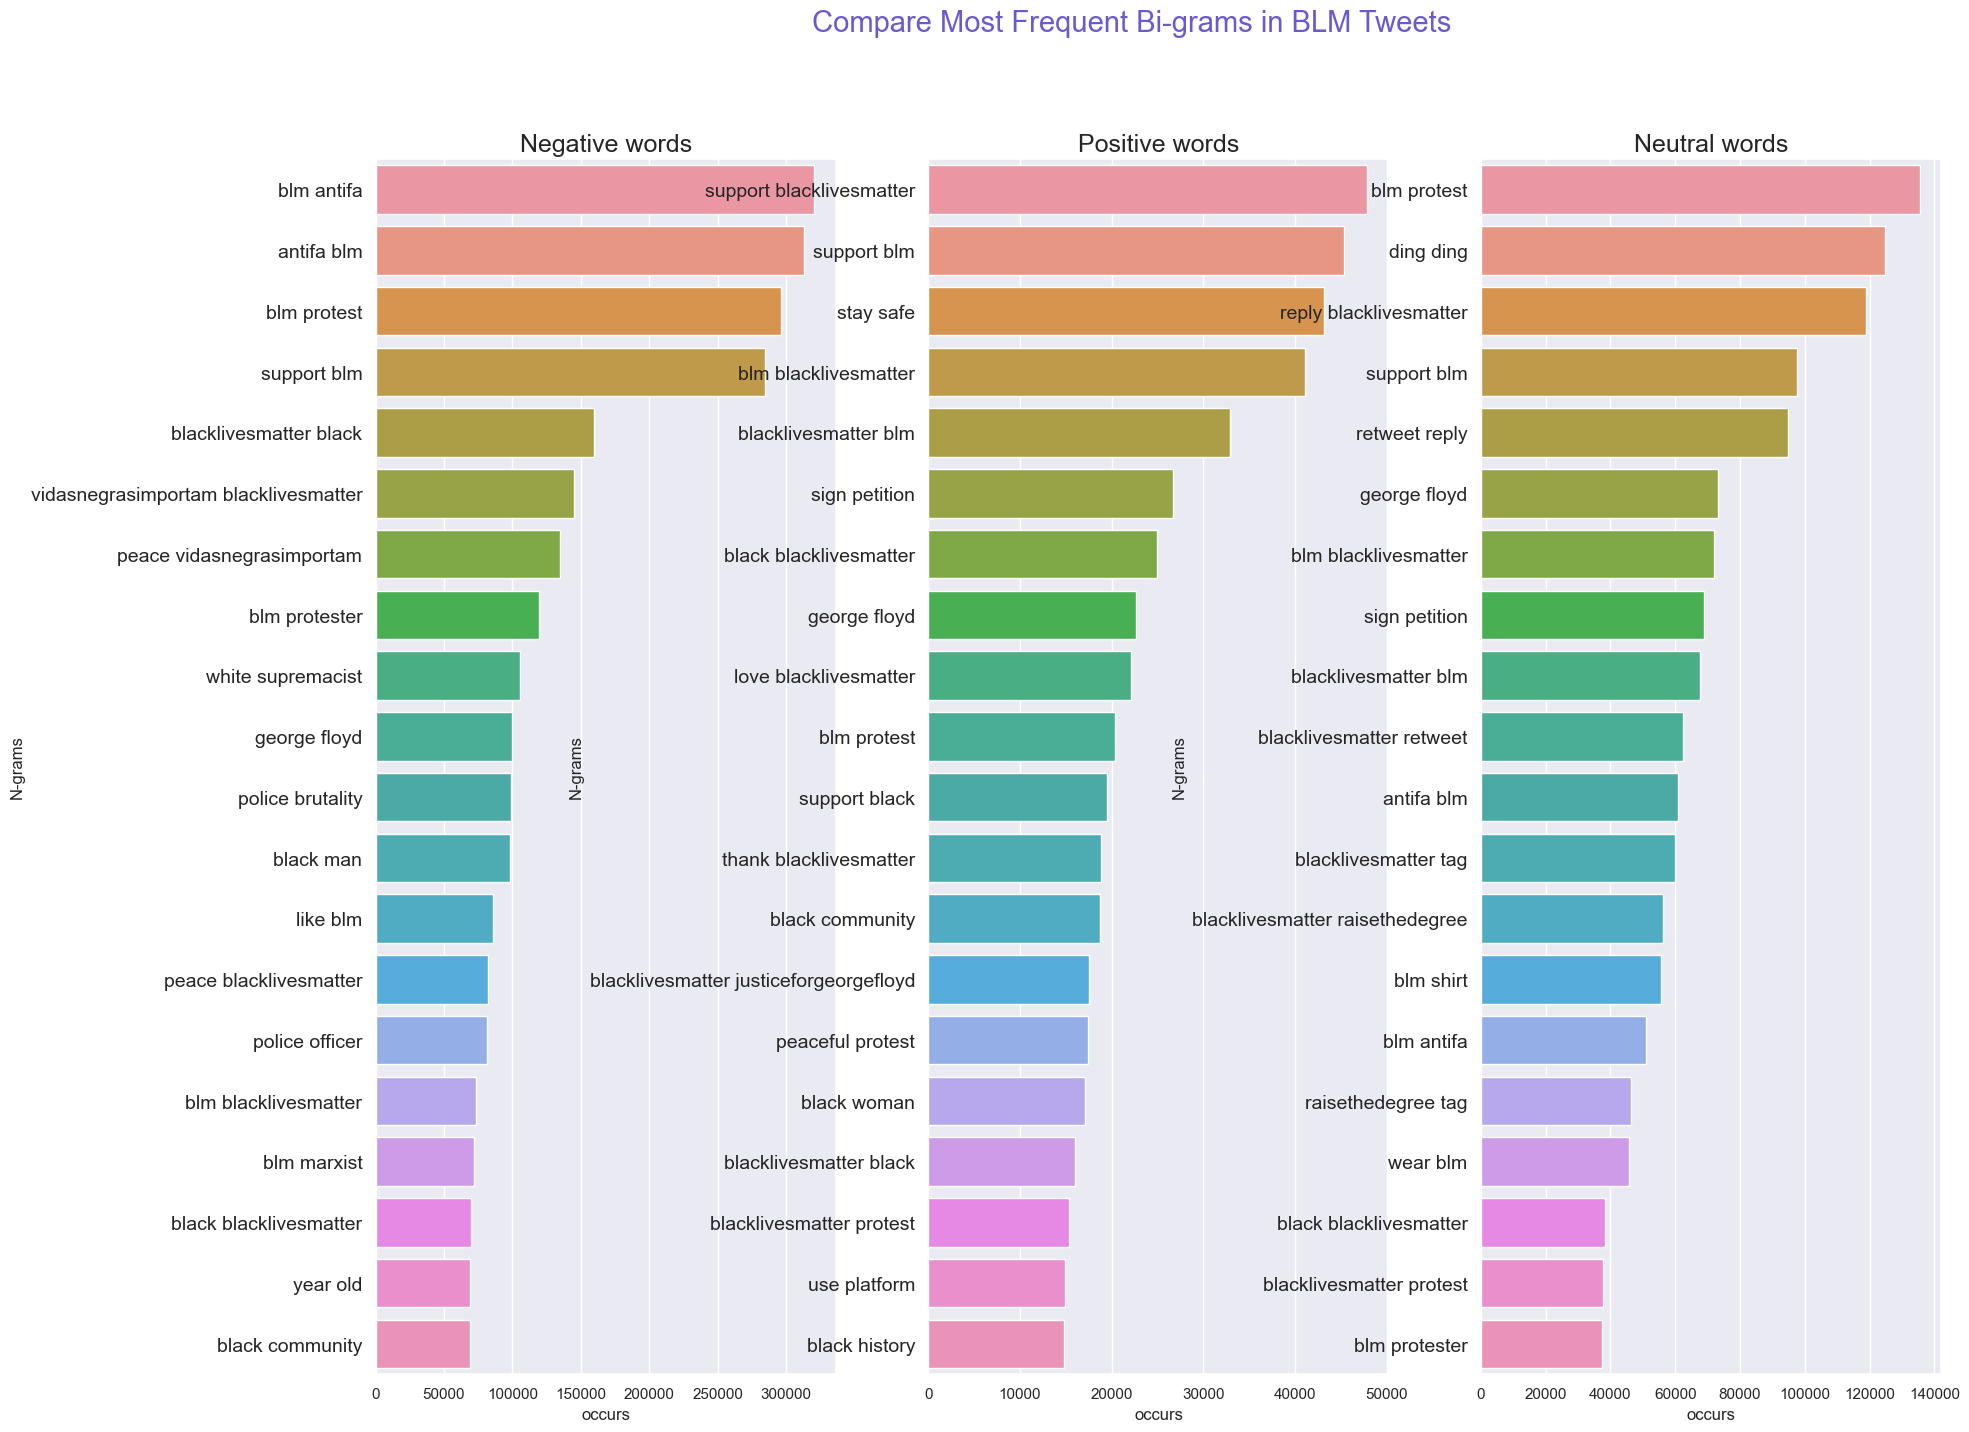 Compare Most Frequent Bi-grams in BLM Tweets
Negative words
blm antifa
antifa blm
blm protest
support blm
blacklivesmatter black
vidasnegrasimportam blacklivesmatter
peace vidasnegrasimportam
blm protester
white supremacist
george floyd
police brutality
black man
like blm
peace blacklivesmatter
police officer
blm blacklivesmatter
blm marxist
black blacklivesmatter
year old
black community
N-grams
0 50000 100000 150000 200000 250000 300000
occurs
Positive words
support blacklivesmatter
support blm
stay safe
blm blacklivesmatter
blacklivesmatter blm
sign petition
black blacklivesmatter
george floyd
love blacklivesmatter
blm protest
support black
thank blacklivesmatter
black community
blacklivesmatter justiceforgeorgefloyd
peaceful protest
black woman
blacklivesmatter black
blacklivesmatter protest
use platform
black history
N-grams
0 10000 20000 30000 40000 50000
occurs
Neutral words
blm protest
ding ding
reply blacklivesmatter
support blm
retweet reply
george floyd
blm blacklivesmatter
sign petition
blacklivesmatter blm
blacklivesmatter retweet
antifa blm
blacklivesmatter tag
blacklivesmatter raisethedegree
blm shirt
blm antifa
raisethedegree tag
wear blm
black blacklivesmatter
blacklivesmatter protest
blm protester
N-grams
0 20000 40000 60000 80000 100000 120000 140000
occurs